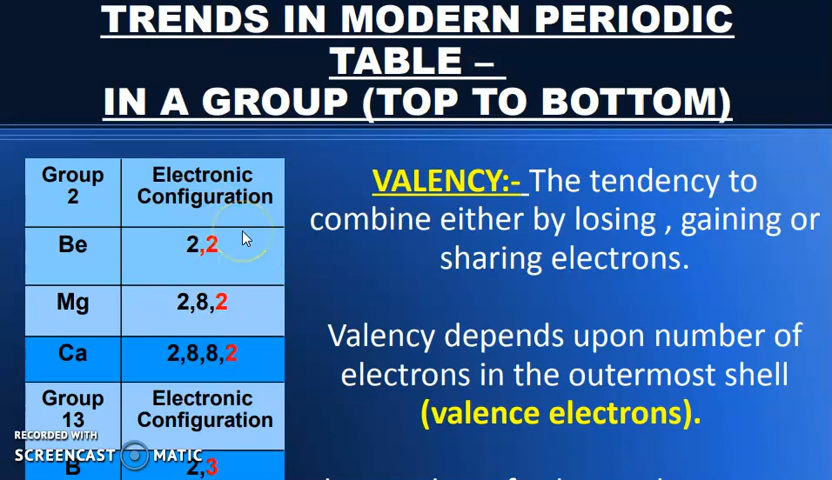 TRENDS IN MODERN PERIODIC
TABLE –
IN A GROUP (TOP TO BOTTOM)
Group 2 Electronic Configuration
Be 2,2
Mg 2,8,2
Ca 2,8,8,2
Group 13 Electronic Configuration
B 2,3
VALENCY:- The tendency to
combine either by losing , gaining or
sharing electrons.
Valency depends upon number of
electrons in the outermost shell
(valence electrons).
RECORDED WITH
SCREENCAST MATIC